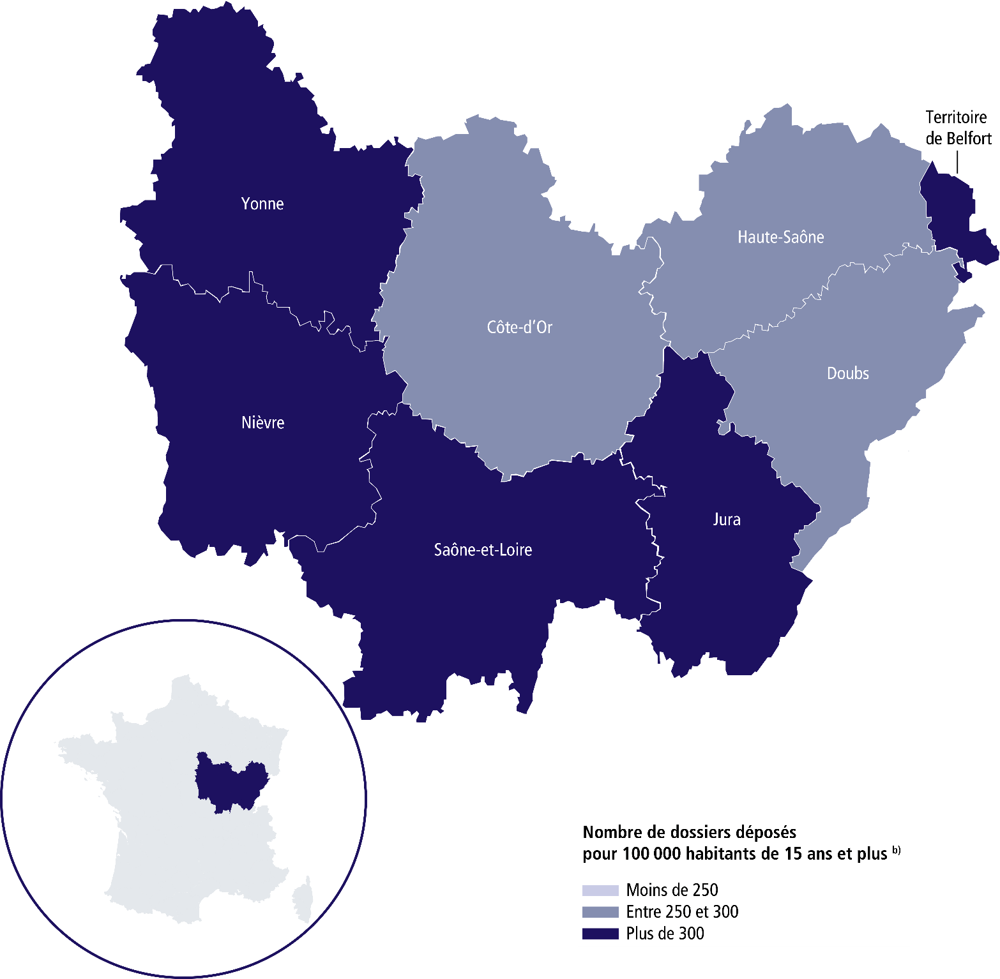 Territoire
de Belfort
Yonne
Haute-Saône
Côte-d’Or
Doubs
Nièvre
Jura
Saône-et-Loire
Nombre de dossiers déposés
pour 100 000 habitants de 15 ans et plus b)
Moins de 250
Entre 250 et 300
Plus de 300